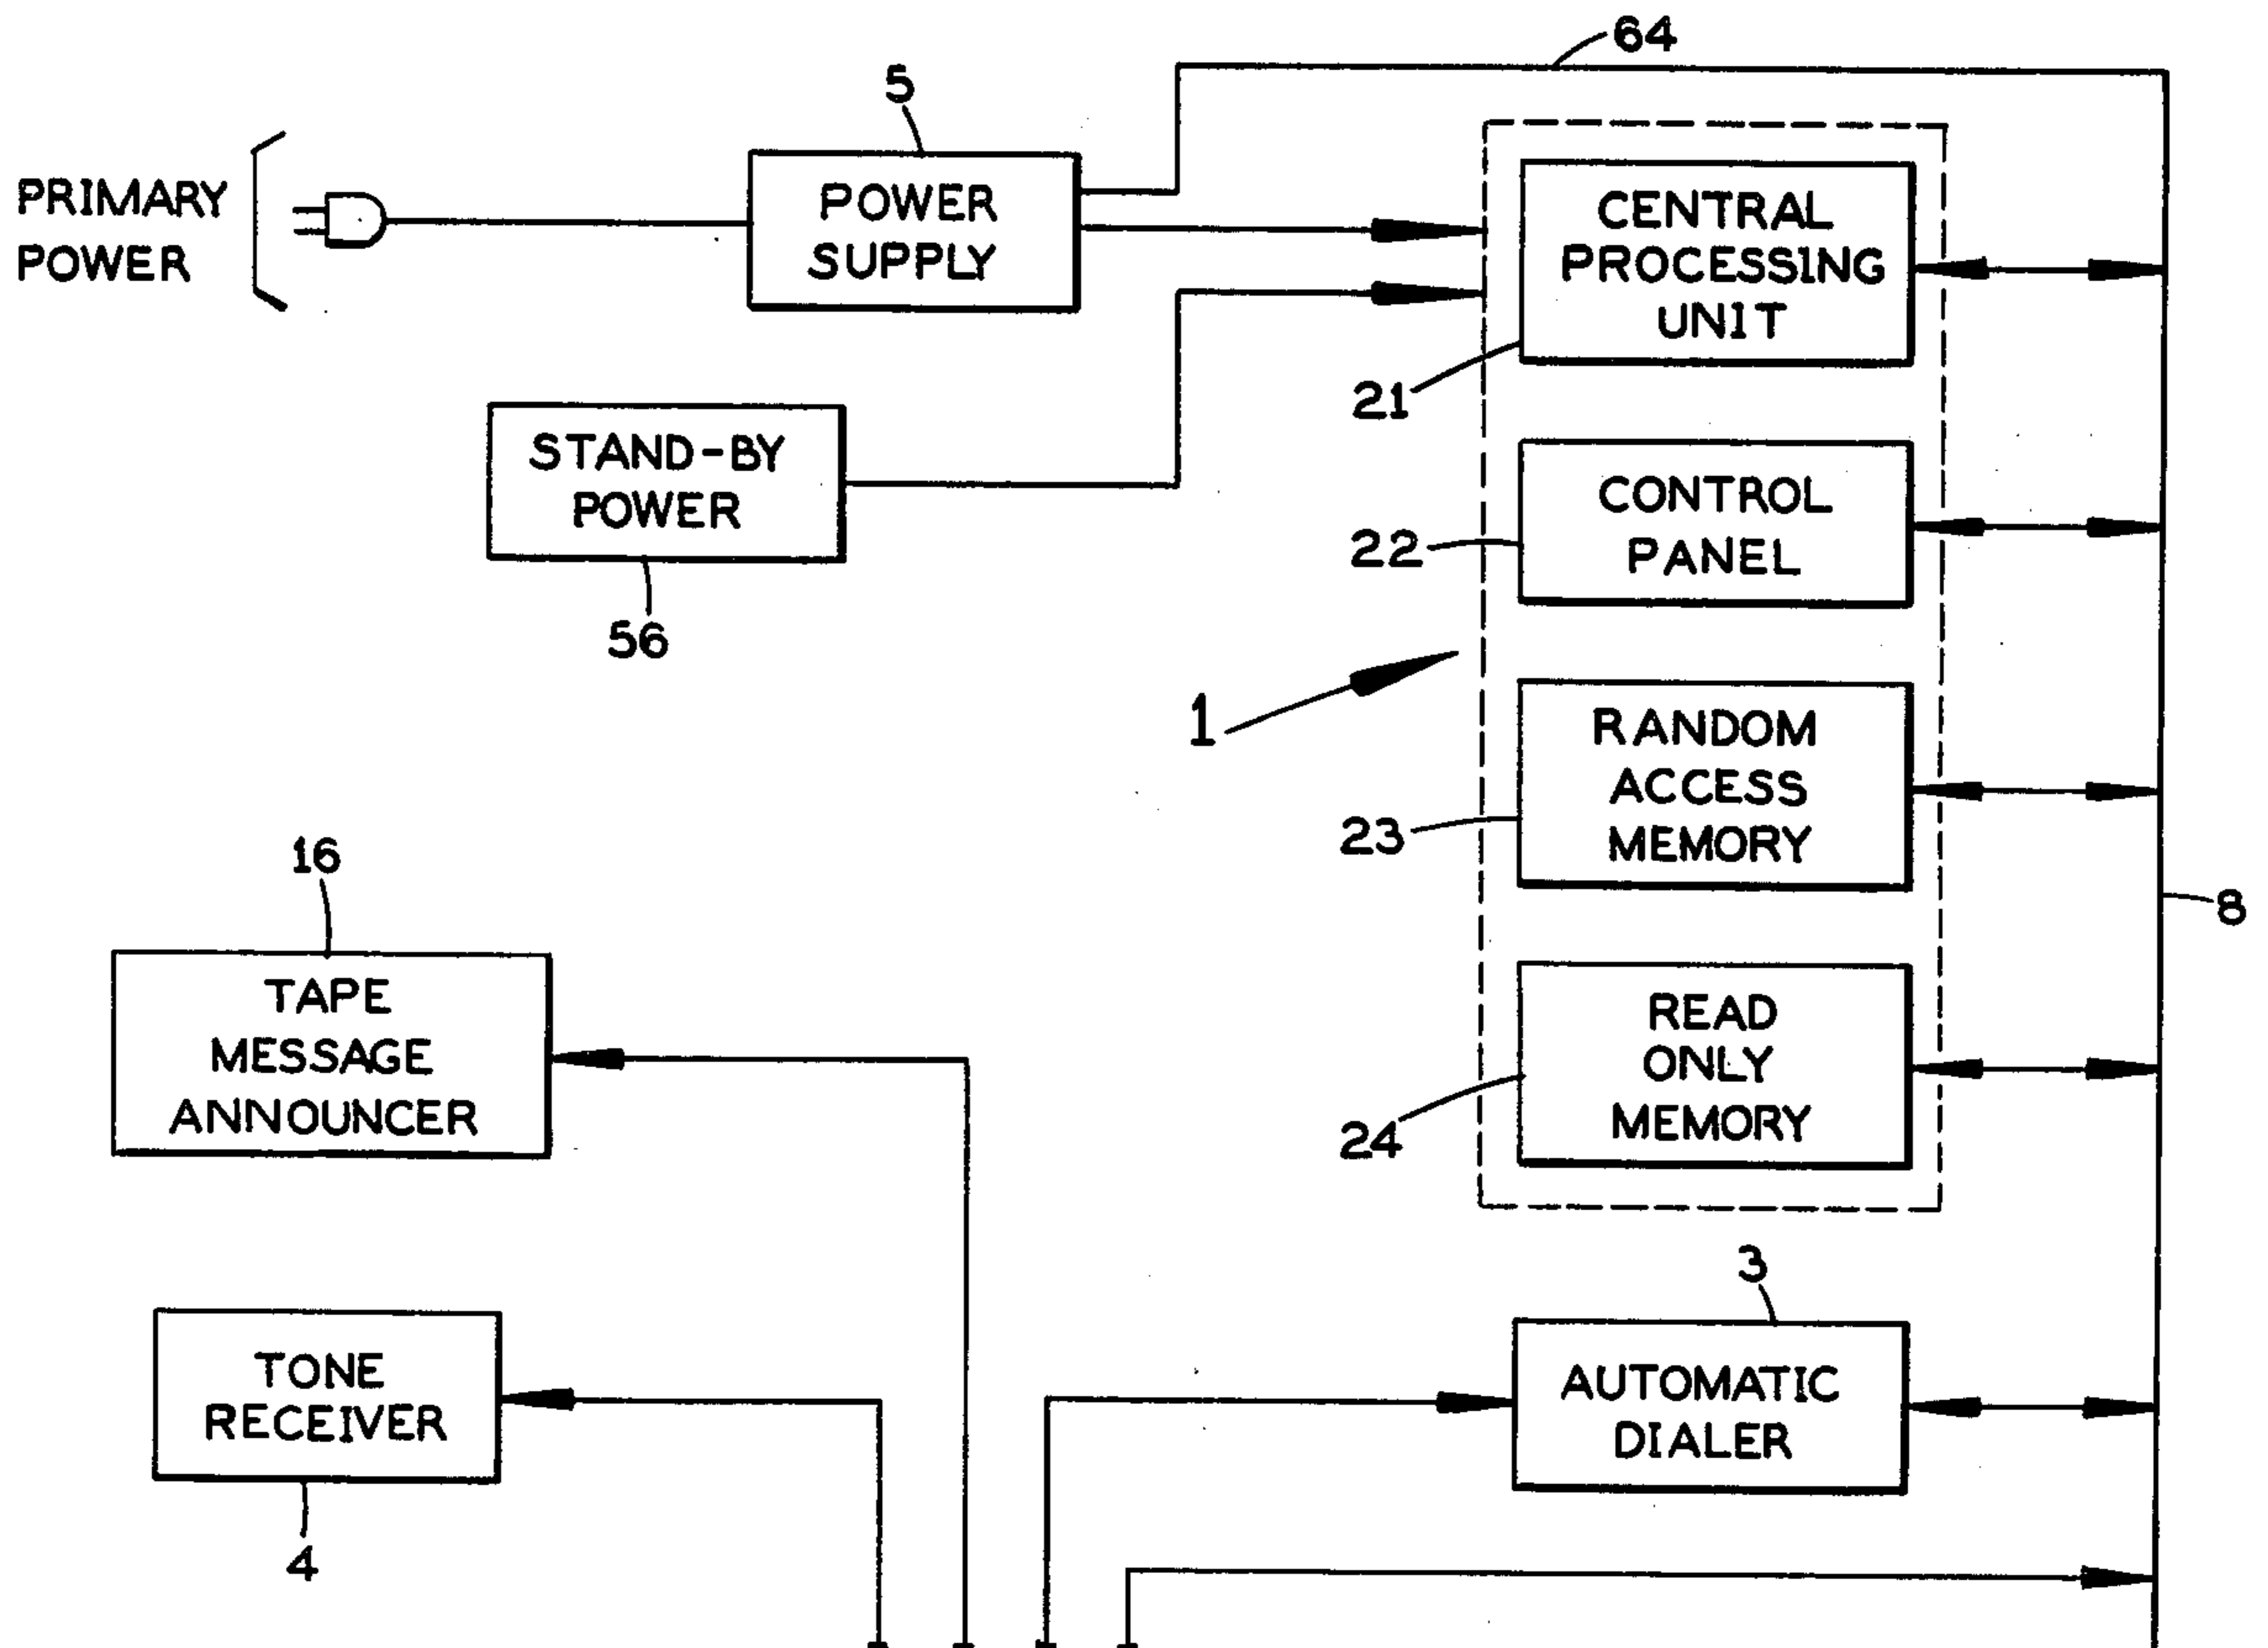 64
5
PRIMARY
POWER
POWER
SUPPLY
CENTRAL
PROCESSING
UNIT
21
STAND-BY
POWER
56
CONTROL
PANEL
22
1
RANDOM
ACCESS
MEMORY
23
8
16
TAPE
MESSAGE
ANNOUNCER
READ
ONLY
MEMORY
24
3
TONE
RECEIVER
4
AUTOMATIC
DIALER